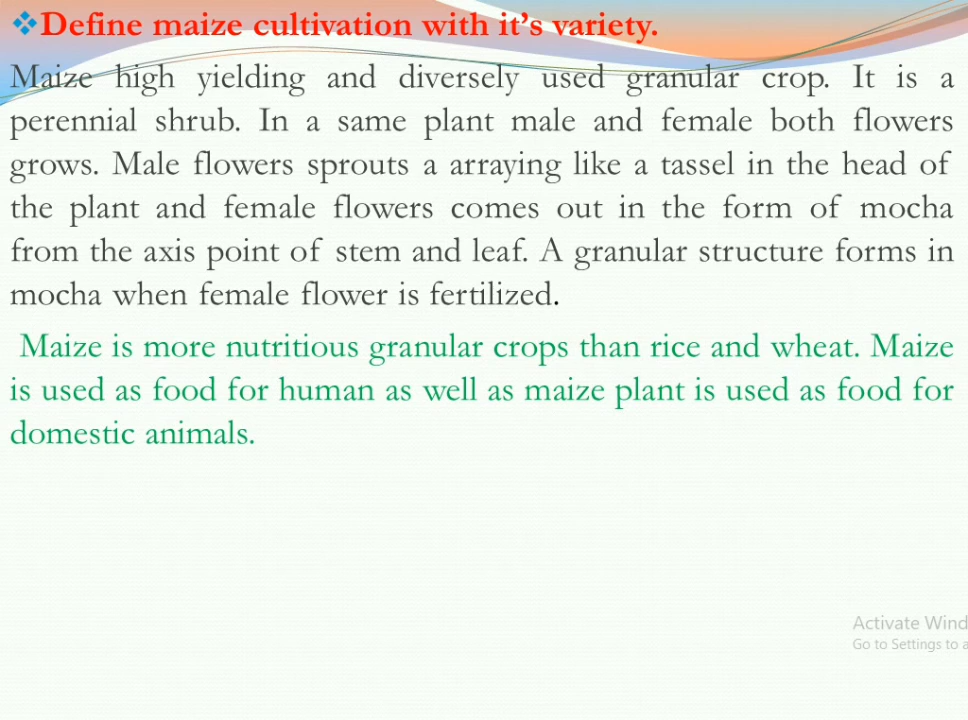 ❖Define maize cultivation with it’s variety.
Maize high yielding and diversely used granular crop. It is a
perennial shrub. In a same plant male and female both flowers
grows. Male flowers sprouts a arraying like a tassel in the head of
the plant and female flowers comes out in the form of mocha
from the axis point of stem and leaf. A granular structure forms in
mocha when female flower is fertilized.
Maize is more nutritious granular crops than rice and wheat. Maize
is used as food for human as well as maize plant is used as food for
domestic animals.
Activate Wind
Go to Settings to a